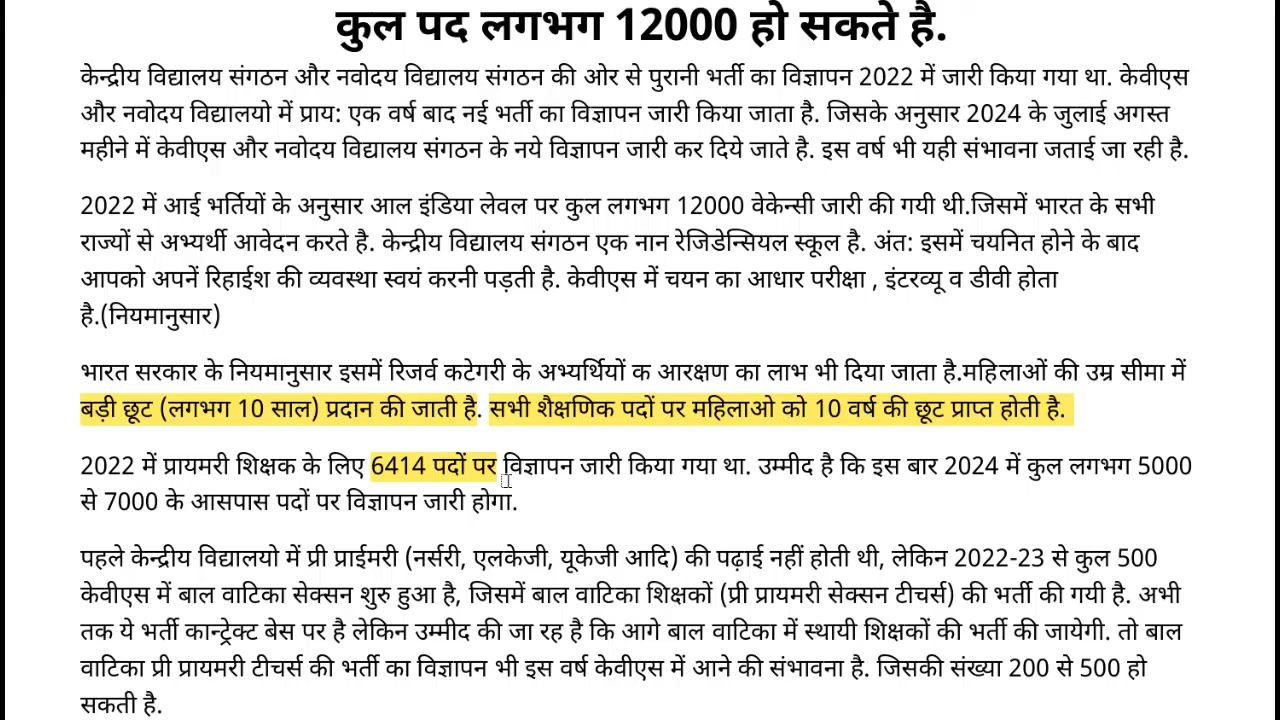 कुल पद लगभग 12000 हो सकते है.
केन्द्रीय विद्यालय संगठन और नवोदय विद्यालय संगठन की ओर से पुरानी भर्ती का विज्ञापन 2022 में जारी किया गया था. केवीएस
और नवोदय विद्यालयो में प्राय: एक वर्ष बाद नई भर्ती का विज्ञापन जारी किया जाता है. जिसके अनुसार 2024 के जुलाई अगस्त
महीने में केवीएस और नवोदय विद्यालय संगठन के नये विज्ञापन जारी कर दिये जाते है. इस वर्ष भी यही संभावना जताई जा रही है.
2022 में आई भर्तियों के अनुसार आल इंडिया लेवल पर कुल लगभग 12000 वेकेन्सी जारी की गयी थी.जिसमें भारत के सभी
राज्यों से अभ्यर्थी आवेदन करते है. केन्द्रीय विद्यालय संगठन एक नान रेजिडेन्सियल स्कूल है. अंत: इसमें चयनित होने के बाद
आपको अपनें रिहाईश की व्यवस्था स्वयं करनी पड़ती है. केवीएस में चयन का आधार परीक्षा , इंटरव्यू व डीवी होता
है.(नियमानुसार)
भारत सरकार के नियमानुसार इसमें रिजर्व कटेगरी के अभ्यर्थियों क आरक्षण का लाभ भी दिया जाता है.महिलाओं की उम्र सीमा में
बड़ी छूट (लगभग 10 साल) प्रदान की जाती है. सभी शैक्षणिक पदों पर महिलाओ को 10 वर्ष की छूट प्राप्त होती है.
2022 में प्रायमरी शिक्षक के लिए 6414 पदों पर विज्ञापन जारी किया गया था. उम्मीद है कि इस बार 2024 में कुल लगभग 5000
से 7000 के आसपास पदों पर विज्ञापन जारी होगा.
पहले केन्द्रीय विद्यालयो में प्री प्राईमरी (नर्सरी, एलकेजी, यूकेजी आदि) की पढ़ाई नहीं होती थी, लेकिन 2022-23 से कुल 500
केवीएस में बाल वाटिका सेक्सन शुरु हुआ है, जिसमें बाल वाटिका शिक्षकों (प्री प्रायमरी सेक्सन टीचर्स) की भर्ती की गयी है. अभी
तक ये भर्ती कान्ट्रेक्ट बेस पर है लेकिन उम्मीद की जा रह है कि आगे बाल वाटिका में स्थायी शिक्षकों की भर्ती की जायेगी. तो बाल
वाटिका प्री प्रायमरी टीचर्स की भर्ती का विज्ञापन भी इस वर्ष केवीएस में आने की संभावना है. जिसकी संख्या 200 से 500 हो
सकती है.